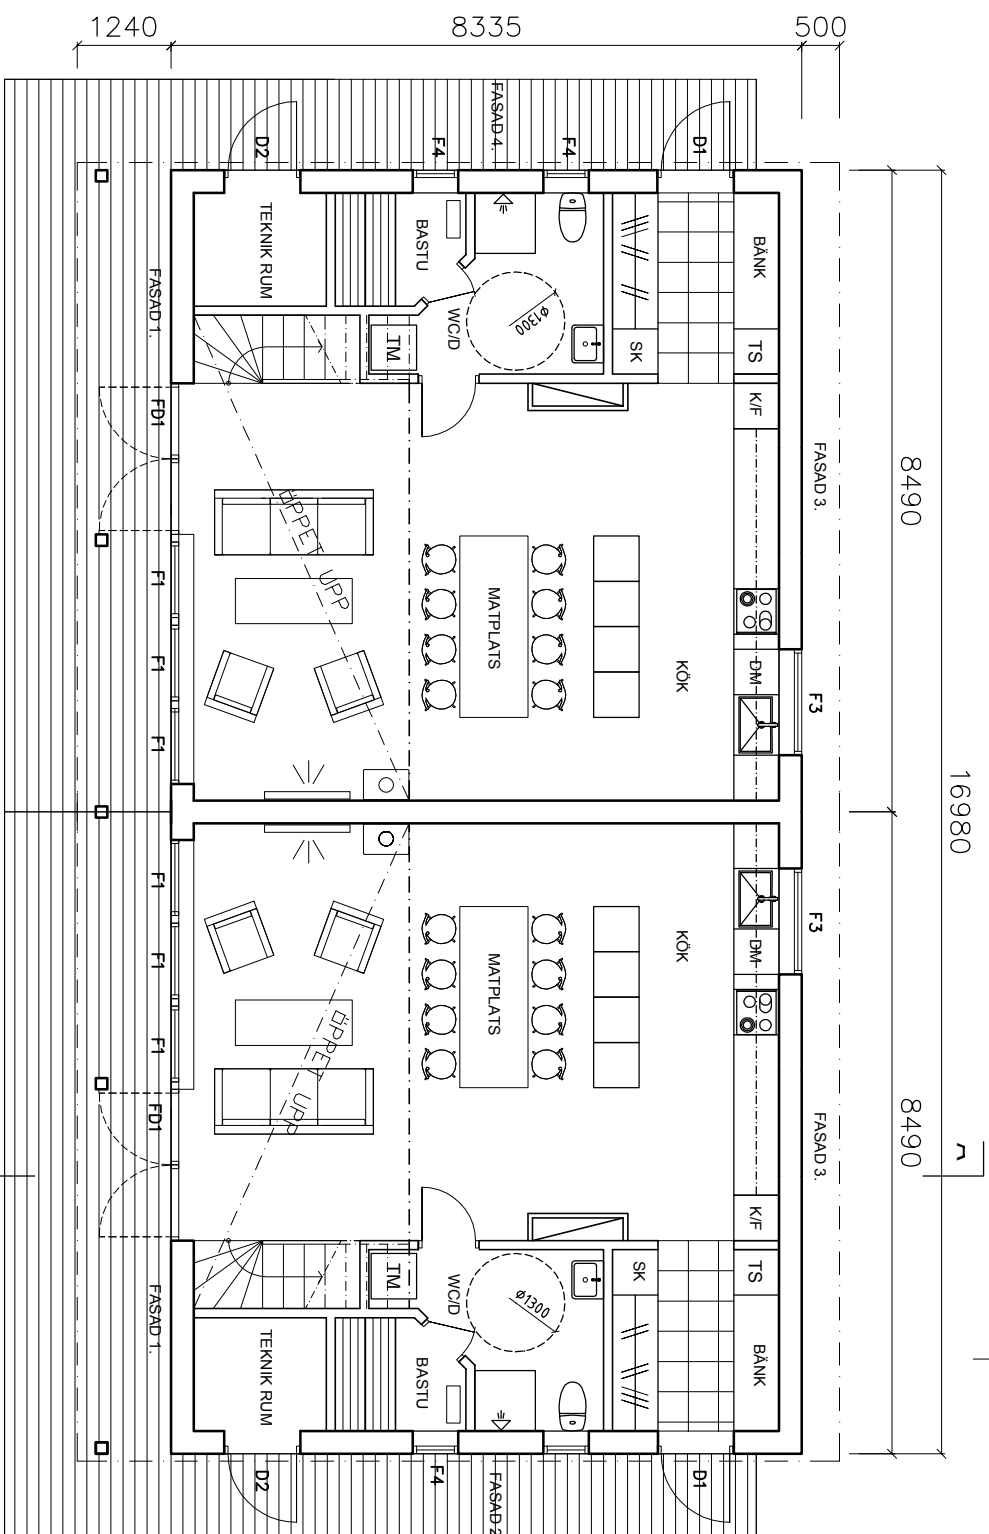 1240
8335
500
FASAD 4.
D2
F4
F4
D1
TEKNIK RUM
BASTU
BÄNK
FASAD 1.
WC/D
ø1300
TM
SK
TS
8490
FD1
K/F
FASAD 3.
ÖPPET UPP
F1
MATPLATS
F1
KÖK
DM
F3
F1
16980
F1
F3
KÖK
DM
F1
MATPLATS
F1
ÖPPET UPP
FD1
8490
FASAD 3.
A
K/F
TM
WC/D
ø1300
SK
TS
FASAD 1.
TEKNIK RUM
BASTU
BÄNK
D2
F4
D1
FASAD 2